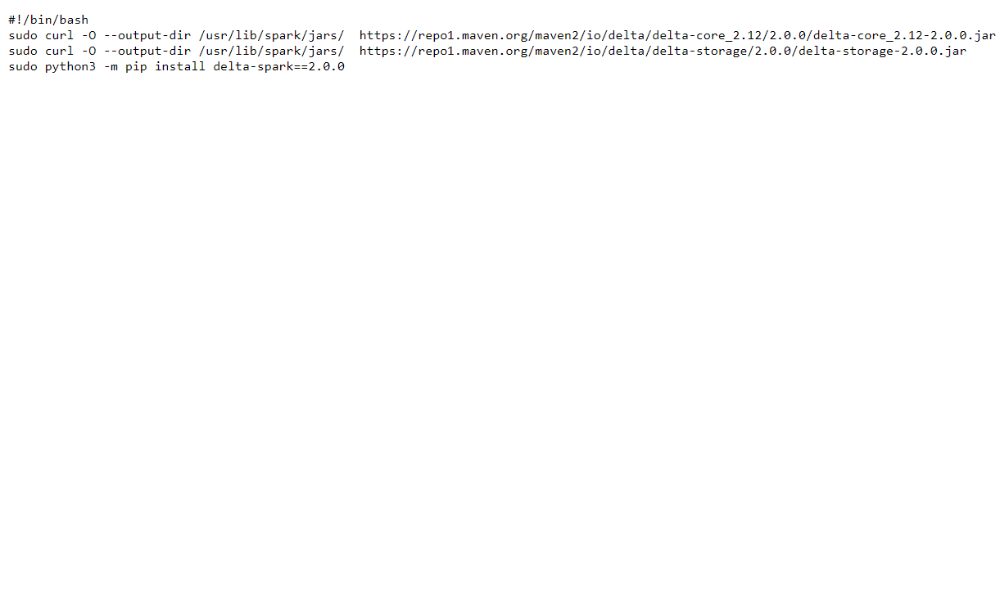 #!/bin/bash
sudo curl -O --output-dir /usr/lib/spark/jars/  https://repo1.maven.org/maven2/io/delta/delta-core_2.12/2.0.0/delta-core_2.12-2.0.0.jar
sudo curl -O --output-dir /usr/lib/spark/jars/  https://repo1.maven.org/maven2/io/delta/delta-storage/2.0.0/delta-storage-2.0.0.jar
sudo python3 -m pip install delta-spark==2.0.0